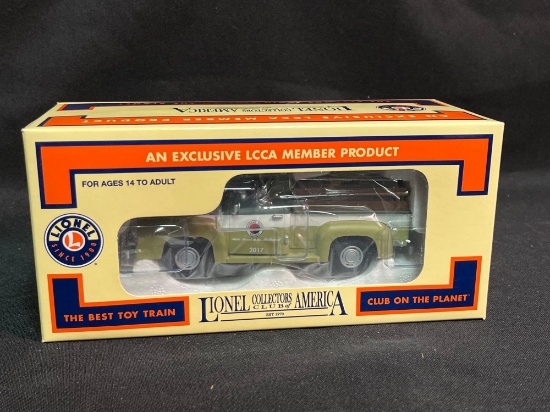 AN EXCLUSIVE LCCA MEMBER PRODUCT
FOR AGES 14 TO ADULT
LIONEL
L
SINCE 1900
2017
LIONEL COLLECTORS CLUB of AMERICA
EST 1970
THE BEST TOY TRAIN
CLUB ON THE PLANET